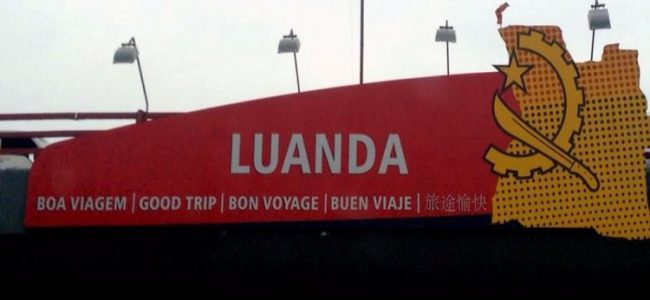 LUANDA
BOA VIAGEM | GOOD TRIP | BON VOYAGE | BUEN VIAJE | 旅途愉快